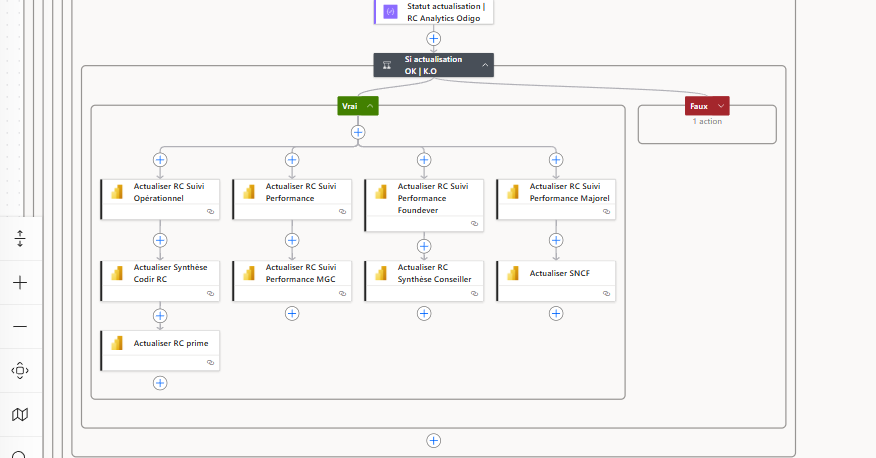 Statut actualisation |
RC Analytics Odigo
Si actualisation
OK | K.O
Vrai
Faux
1 action
Actualiser RC Suivi
Opérationnel
Actualiser RC Suivi
Performance
Actualiser RC Suivi
Performance
Foundever
Actualiser RC Suivi
Performance Majorel
Actualiser Synthèse
Codir RC
Actualiser RC Suivi
Performance MGC
Actualiser RC
Synthèse Conseiller
Actualiser SNCF
Actualiser RC prime